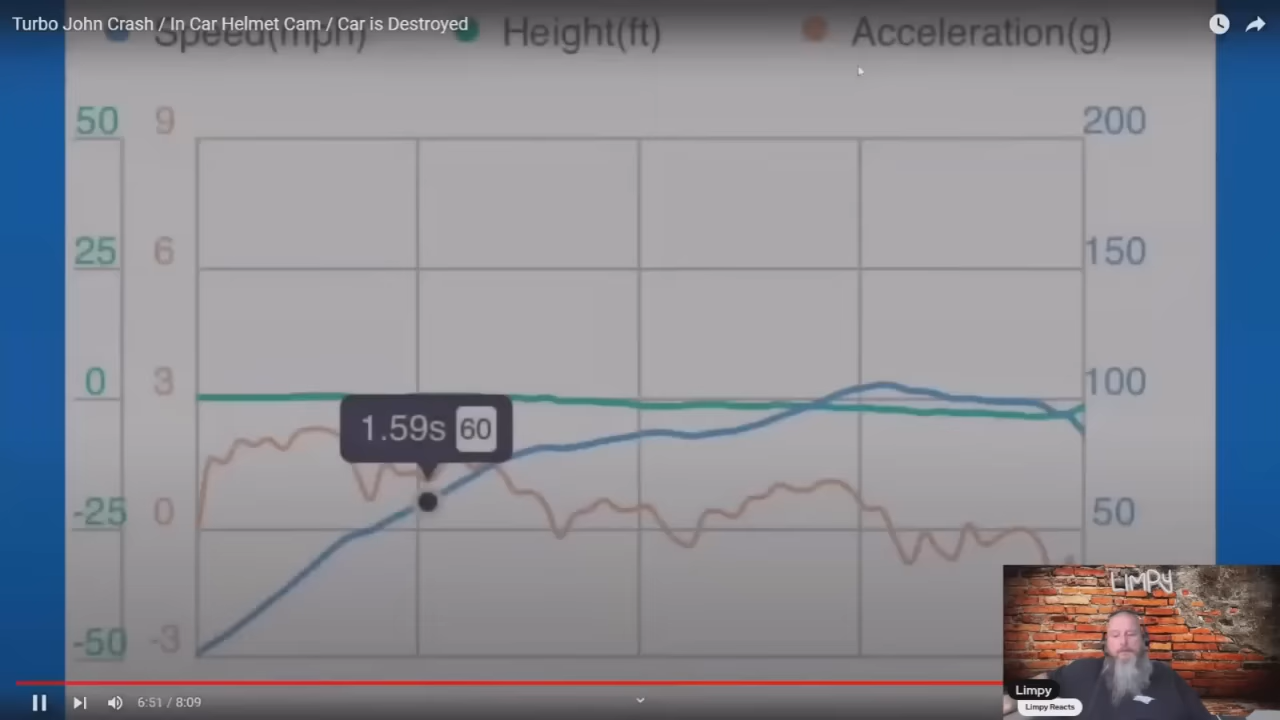 Turbo John Crash / In Car Helmet Cam / Car is Destroyed
Speed(mph) Height(ft) Acceleration(g)
50 9 200
25 6 150
0 3 100
1.59s 60
-25 0 50
-50 -3
LIMPY
Limpy
Limpy Reacts
6:51 / 8:09